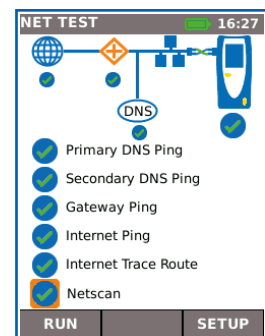 NET TEST 16:27
DNS
Primary DNS Ping
Secondary DNS Ping
Gateway Ping
Internet Ping
Internet Trace Route
Netscan
RUN SETUP